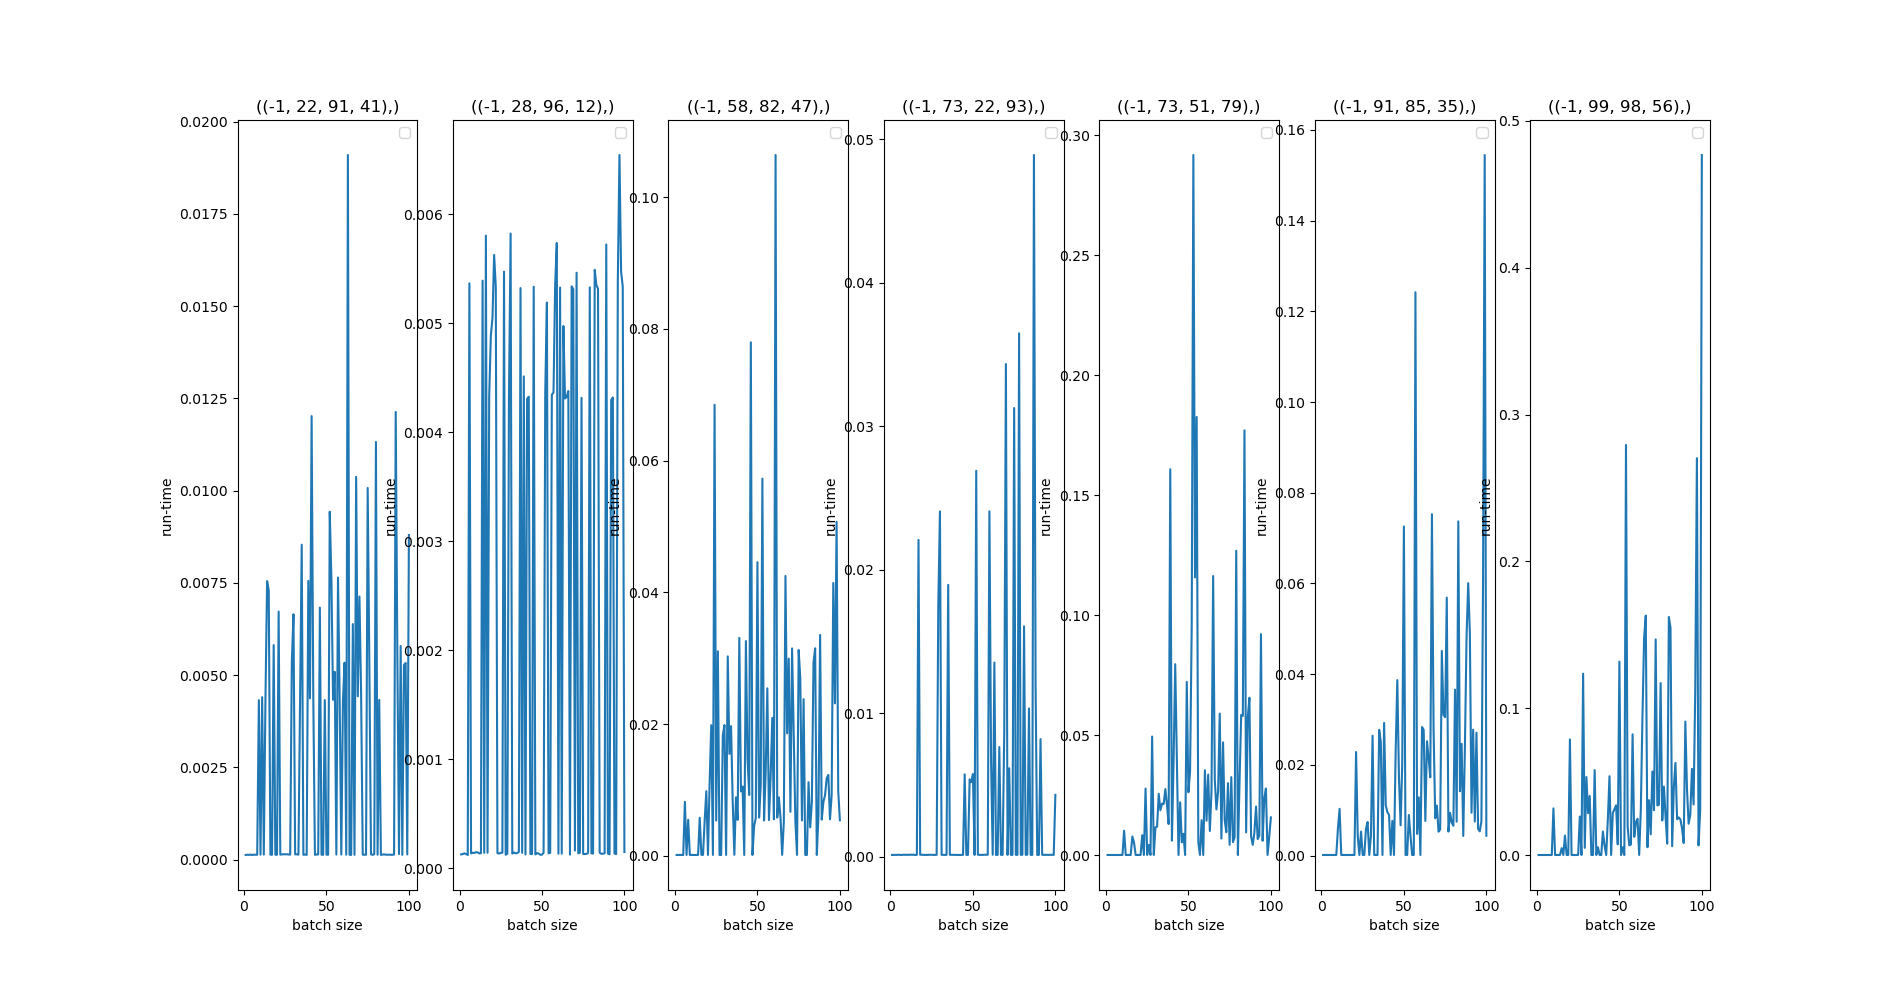 ((-1, 22, 91, 41),)
0.0200
0.0175
0.0150
0.0125
0.0100
0.0075
0.0050
0.0025
0.0000
run-time
0 50 100
batch size
((-1, 28, 96, 12),)
0.006
0.005
0.004
0.003
0.002
0.001
0.000
run-time
0 50 100
batch size
((-1, 58, 82, 47),)
0.10
0.08
0.06
0.04
0.02
0.00
run-time
0 50 100
batch size
((-1, 73, 22, 93),)
0.05
0.04
0.03
0.02
0.01
0.00
run-time
0 50 100
batch size
((-1, 73, 51, 79),)
0.30
0.25
0.20
0.15
0.10
0.05
0.00
run-time
0 50 100
batch size
((-1, 91, 85, 35),)
0.16
0.14
0.12
0.10
0.08
0.06
0.04
0.02
0.00
run-time
0 50 100
batch size
((-1, 99, 98, 56),)
0.5
0.4
0.3
0.2
0.1
0.0
run-time
0 50 100
batch size